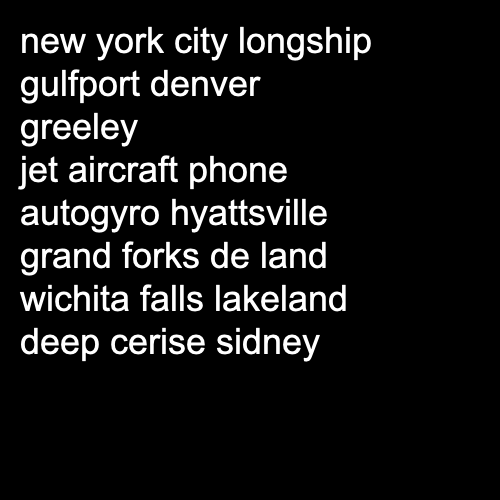 new york city longship
gulfport denver
greeley
jet aircraft phone
autogyro hyattsville
grand forks de land
wichita falls lakeland
deep cerise sidney